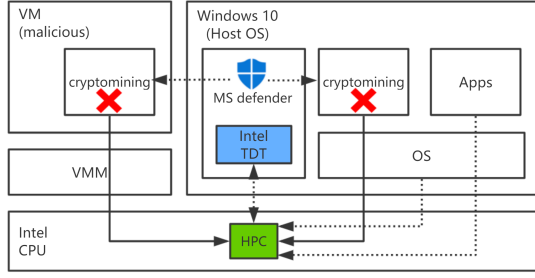 VM
(malicious)
cryptomining
VMM
Windows 10
(Host OS)
MS defender
Intel
TDT
cryptomining
Apps
OS
Intel
CPU
HPC